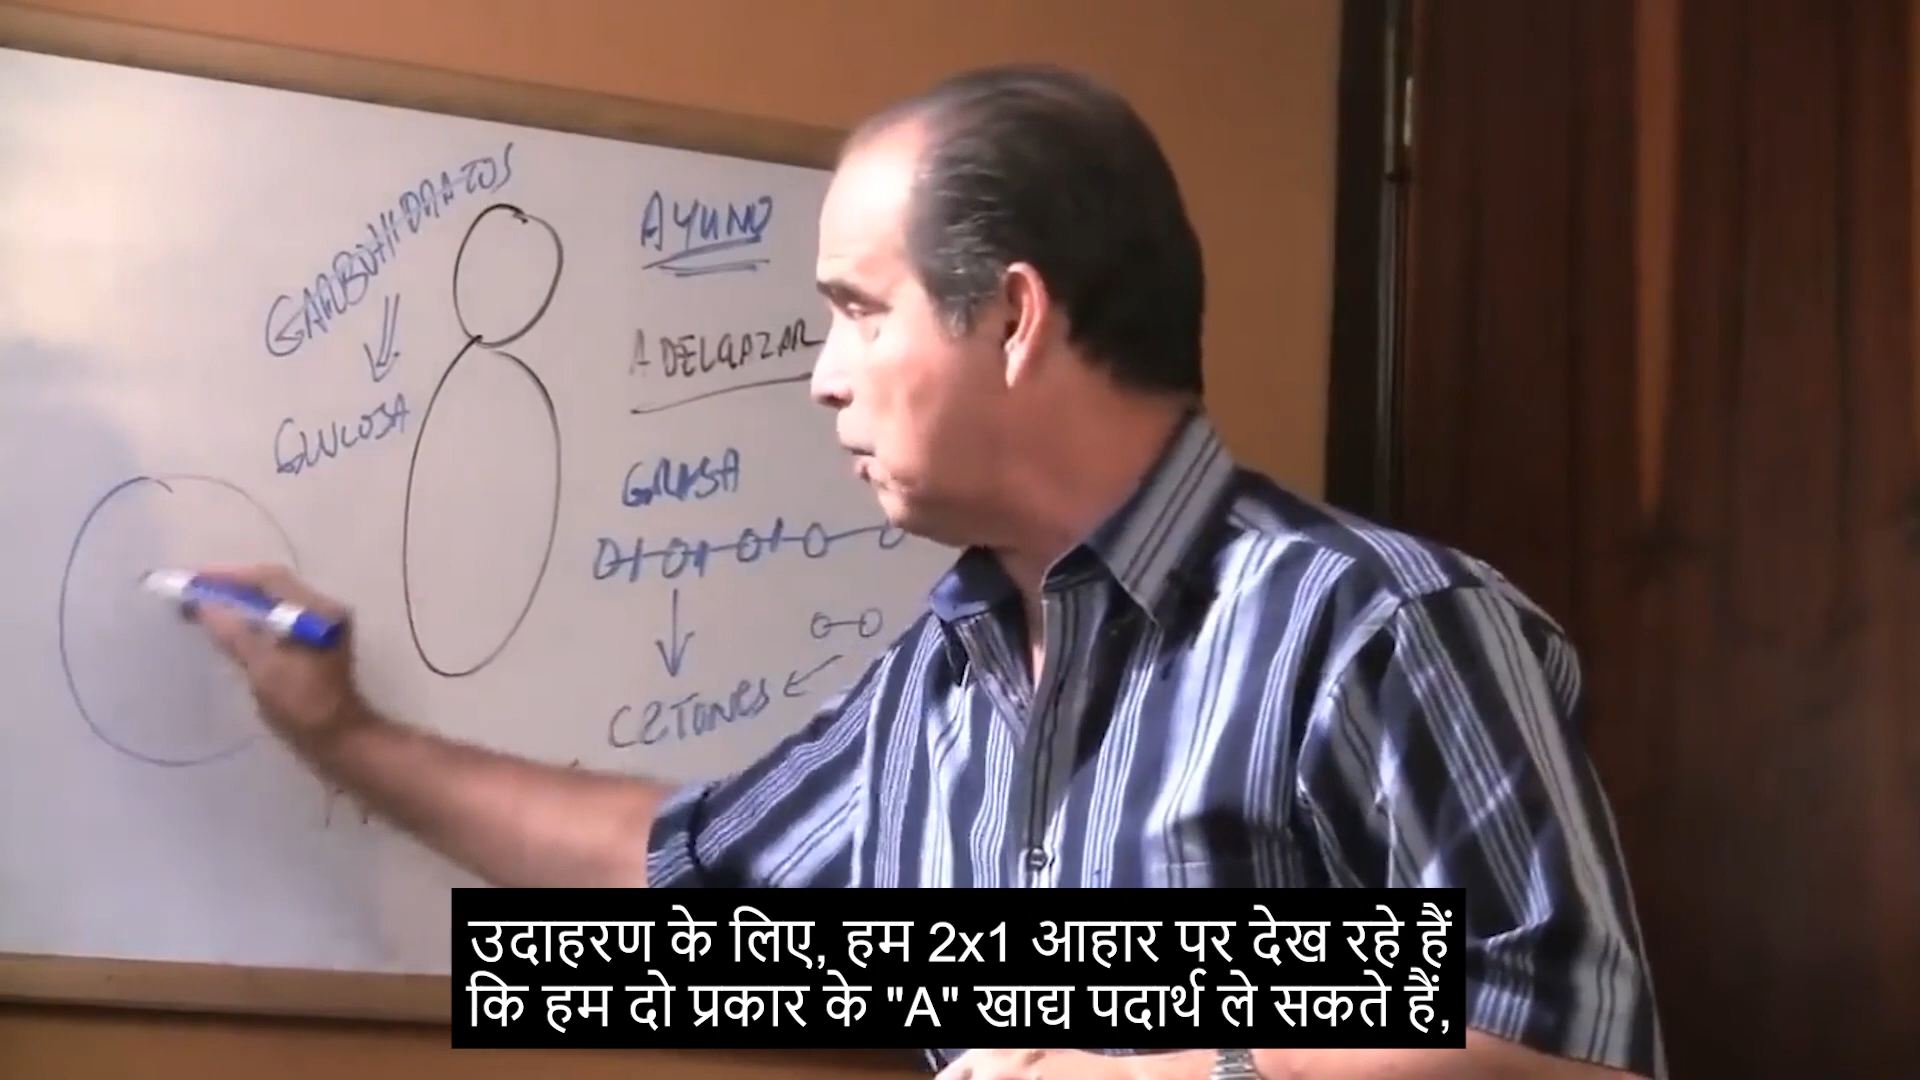 CARBOHIDRATOS
AYUNO
ADELGAZAR
GLUCOSA
GRASA
CETONES
उदाहरण के लिए, हम 2x1 आहार पर देख रहे हैं
कि हम दो प्रकार के "A" खाद्य पदार्थ ले सकते हैं,